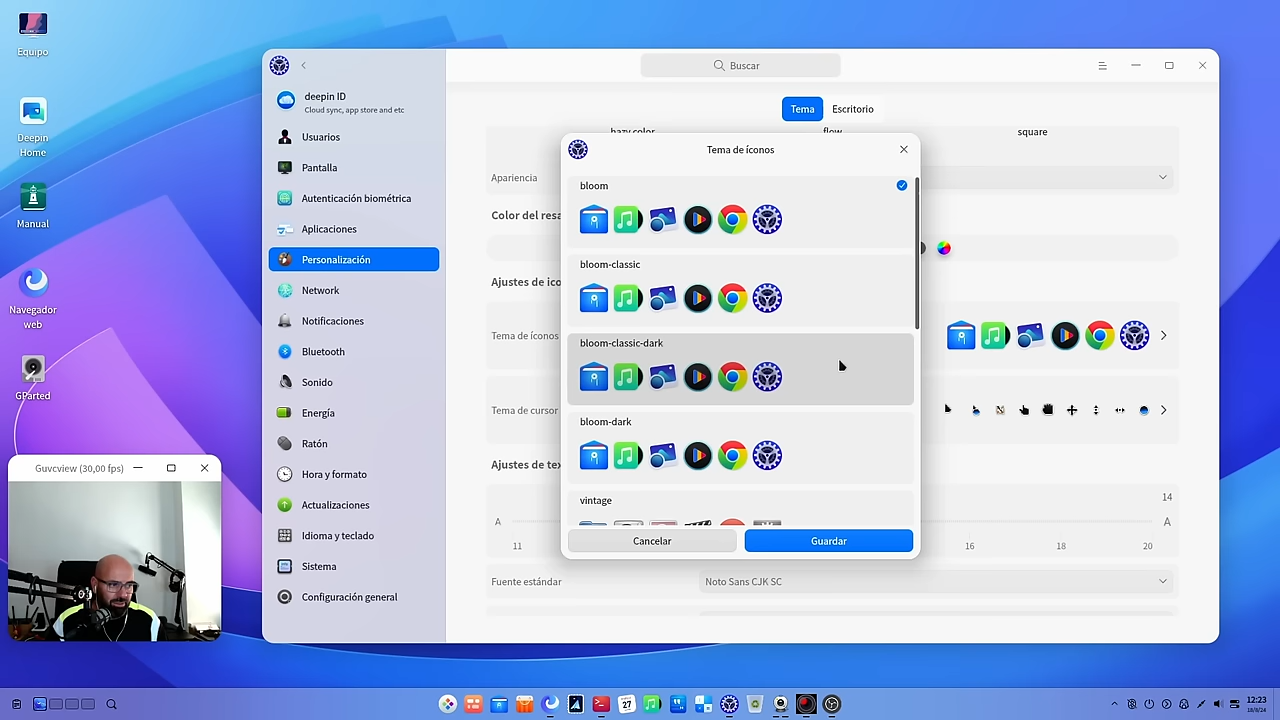 Equipo
Deepin
Home
Manual
Navegador
web
GParted
Guvcview (30,00 fps)
deepin ID
Cloud sync, app store and etc
Usuarios
Pantalla
Autenticación biométrica
Aplicaciones
Personalización
Network
Notificaciones
Bluetooth
Sonido
Energía
Ratón
Hora y formato
Actualizaciones
Idioma y teclado
Sistema
Configuración general
Buscar
Tema
Escritorio
hazy color
flow
square
Apariencia
Color del resa
Ajustes de ico
Tema de íconos
Tema de cursor
Ajustes de tex
14
A
A
11
16
18
20
Fuente estándar
Noto Sans CJK SC
Tema de íconos
bloom
bloom-classic
bloom-classic-dark
bloom-dark
vintage
Cancelar
Guardar
27
12:23
18/8/24